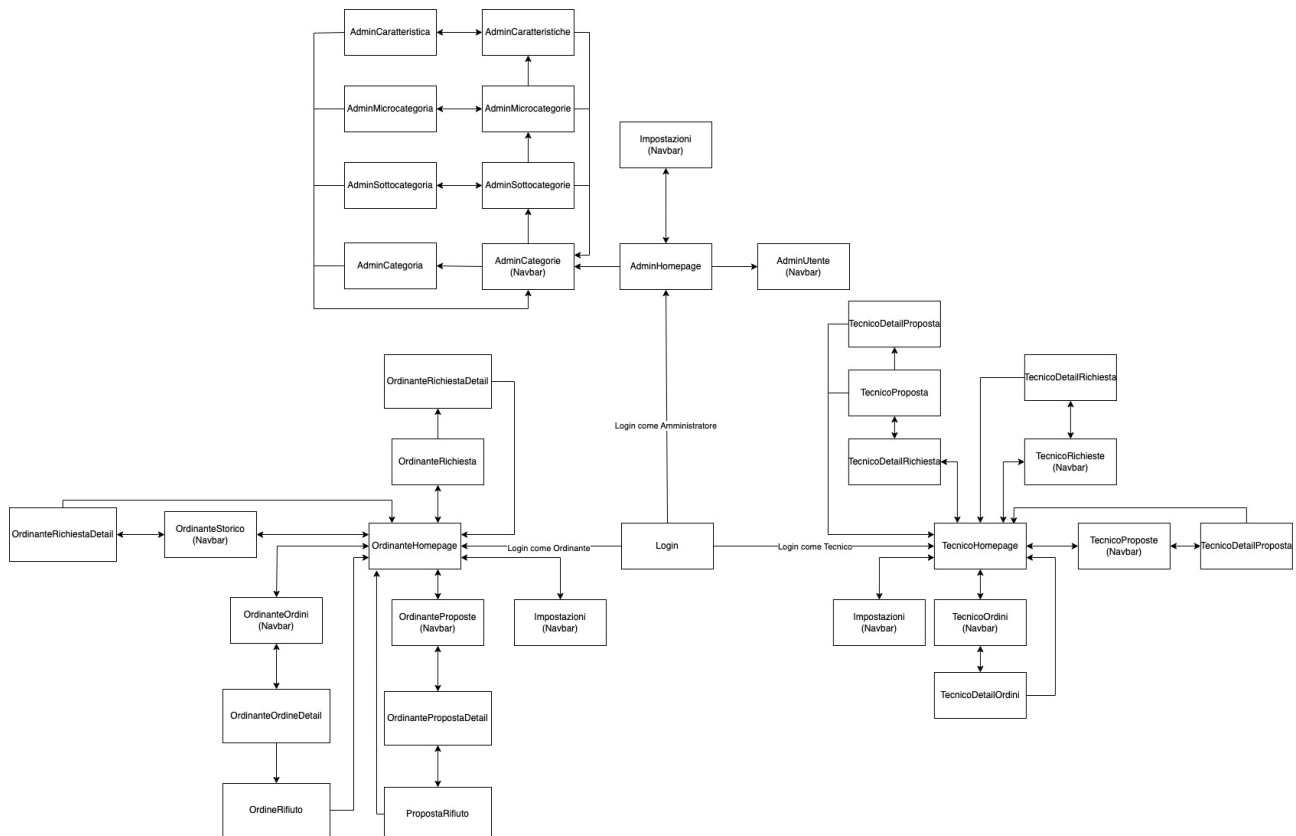 AdminCaratteristica
AdminCaratteristiche
AdminMicrocategoria
AdminMicrocategorie
Impostazioni
(Navbar)
AdminSottocategoria
AdminSottocategorie
AdminCategoria
AdminCategorie
(Navbar)
AdminHomepage
AdminUtente
(Navbar)
TecnicoDetailProposta
OrdinanteRichiestaDetail
TecnicoProposta
TecnicoDetailRichiesta
Login come Amministratore
OrdinanteRichiesta
TecnicoDetailRichiesta
TecnicoRichieste
(Navbar)
OrdinanteRichiestaDetail
OrdinanteStorico
(Navbar)
OrdinanteHomepage
Login come Ordinante
Login
Login come Tecnico
TecnicoHomepage
TecnicoProposte
(Navbar)
TecnicoDetailProposta
OrdinanteOrdini
(Navbar)
OrdinanteProposte
(Navbar)
Impostazioni
(Navbar)
Impostazioni
(Navbar)
TecnicoOrdini
(Navbar)
OrdinanteOrdineDetail
OrdinantePropostaDetail
TecnicoDetailOrdini
OrdineRifiuto
PropostaRifiuto